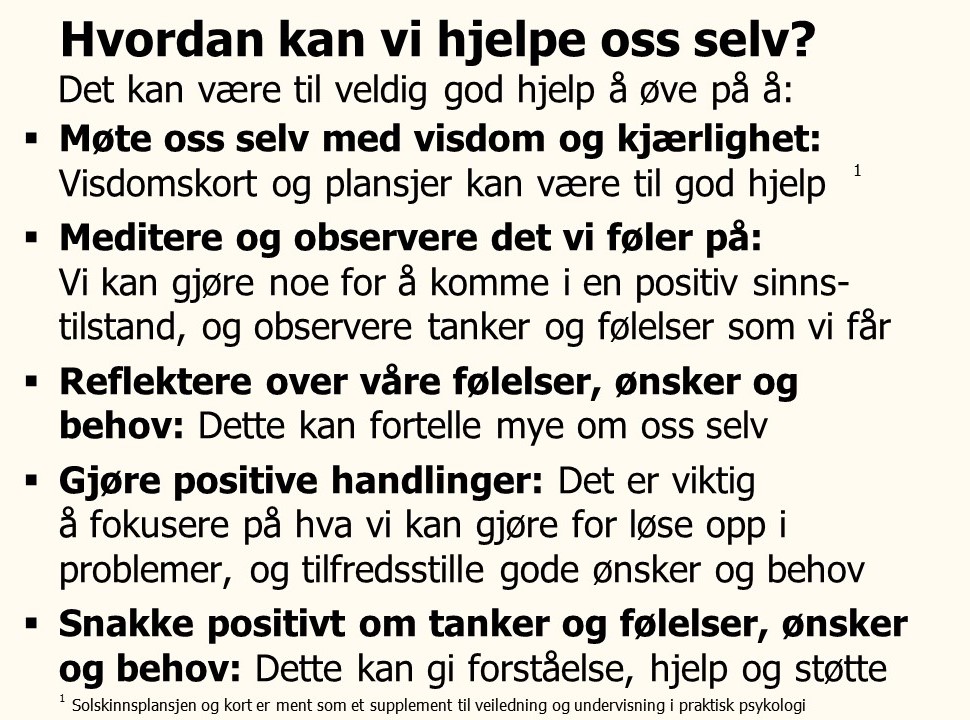 Hvordan kan vi hjelpe oss selv?
Det kan være til veldig god hjelp å øve på å:
▪ Møte oss selv med visdom og kjærlighet:
Visdomskort og plansjer kan være til god hjelp 1
▪ Meditere og observere det vi føler på:
Vi kan gjøre noe for å komme i en positiv sinns-
tilstand, og observere tanker og følelser som vi får
▪ Reflektere over våre følelser, ønsker og
behov: Dette kan fortelle mye om oss selv
▪ Gjøre positive handlinger: Det er viktig
å fokusere på hva vi kan gjøre for løse opp i
problemer, og tilfredsstille gode ønsker og behov
▪ Snakke positivt om tanker og følelser, ønsker
og behov: Dette kan gi forståelse, hjelp og støtte
1 Solskinnsplansjen og kort er ment som et supplement til veiledning og undervisning i praktisk psykologi